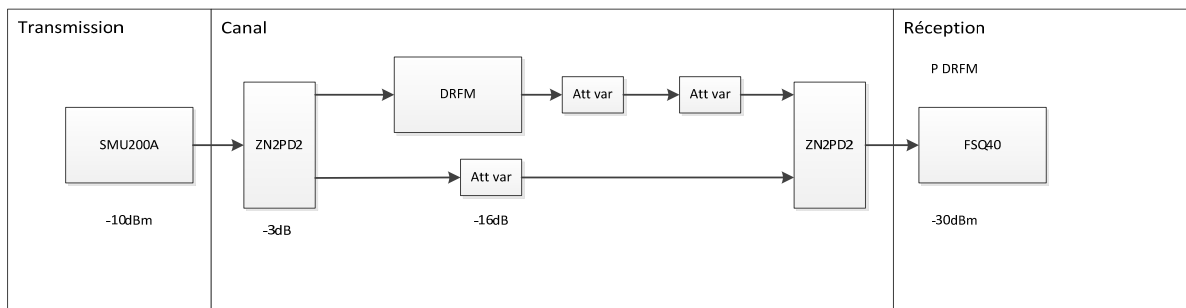 Transmission
Canal
Réception
P DRFM
DRFM
Att var
Att var
SMU200A
ZN2PD2
ZN2PD2
FSQ40
Att var
-10dBm
-3dB
-16dB
-30dBm